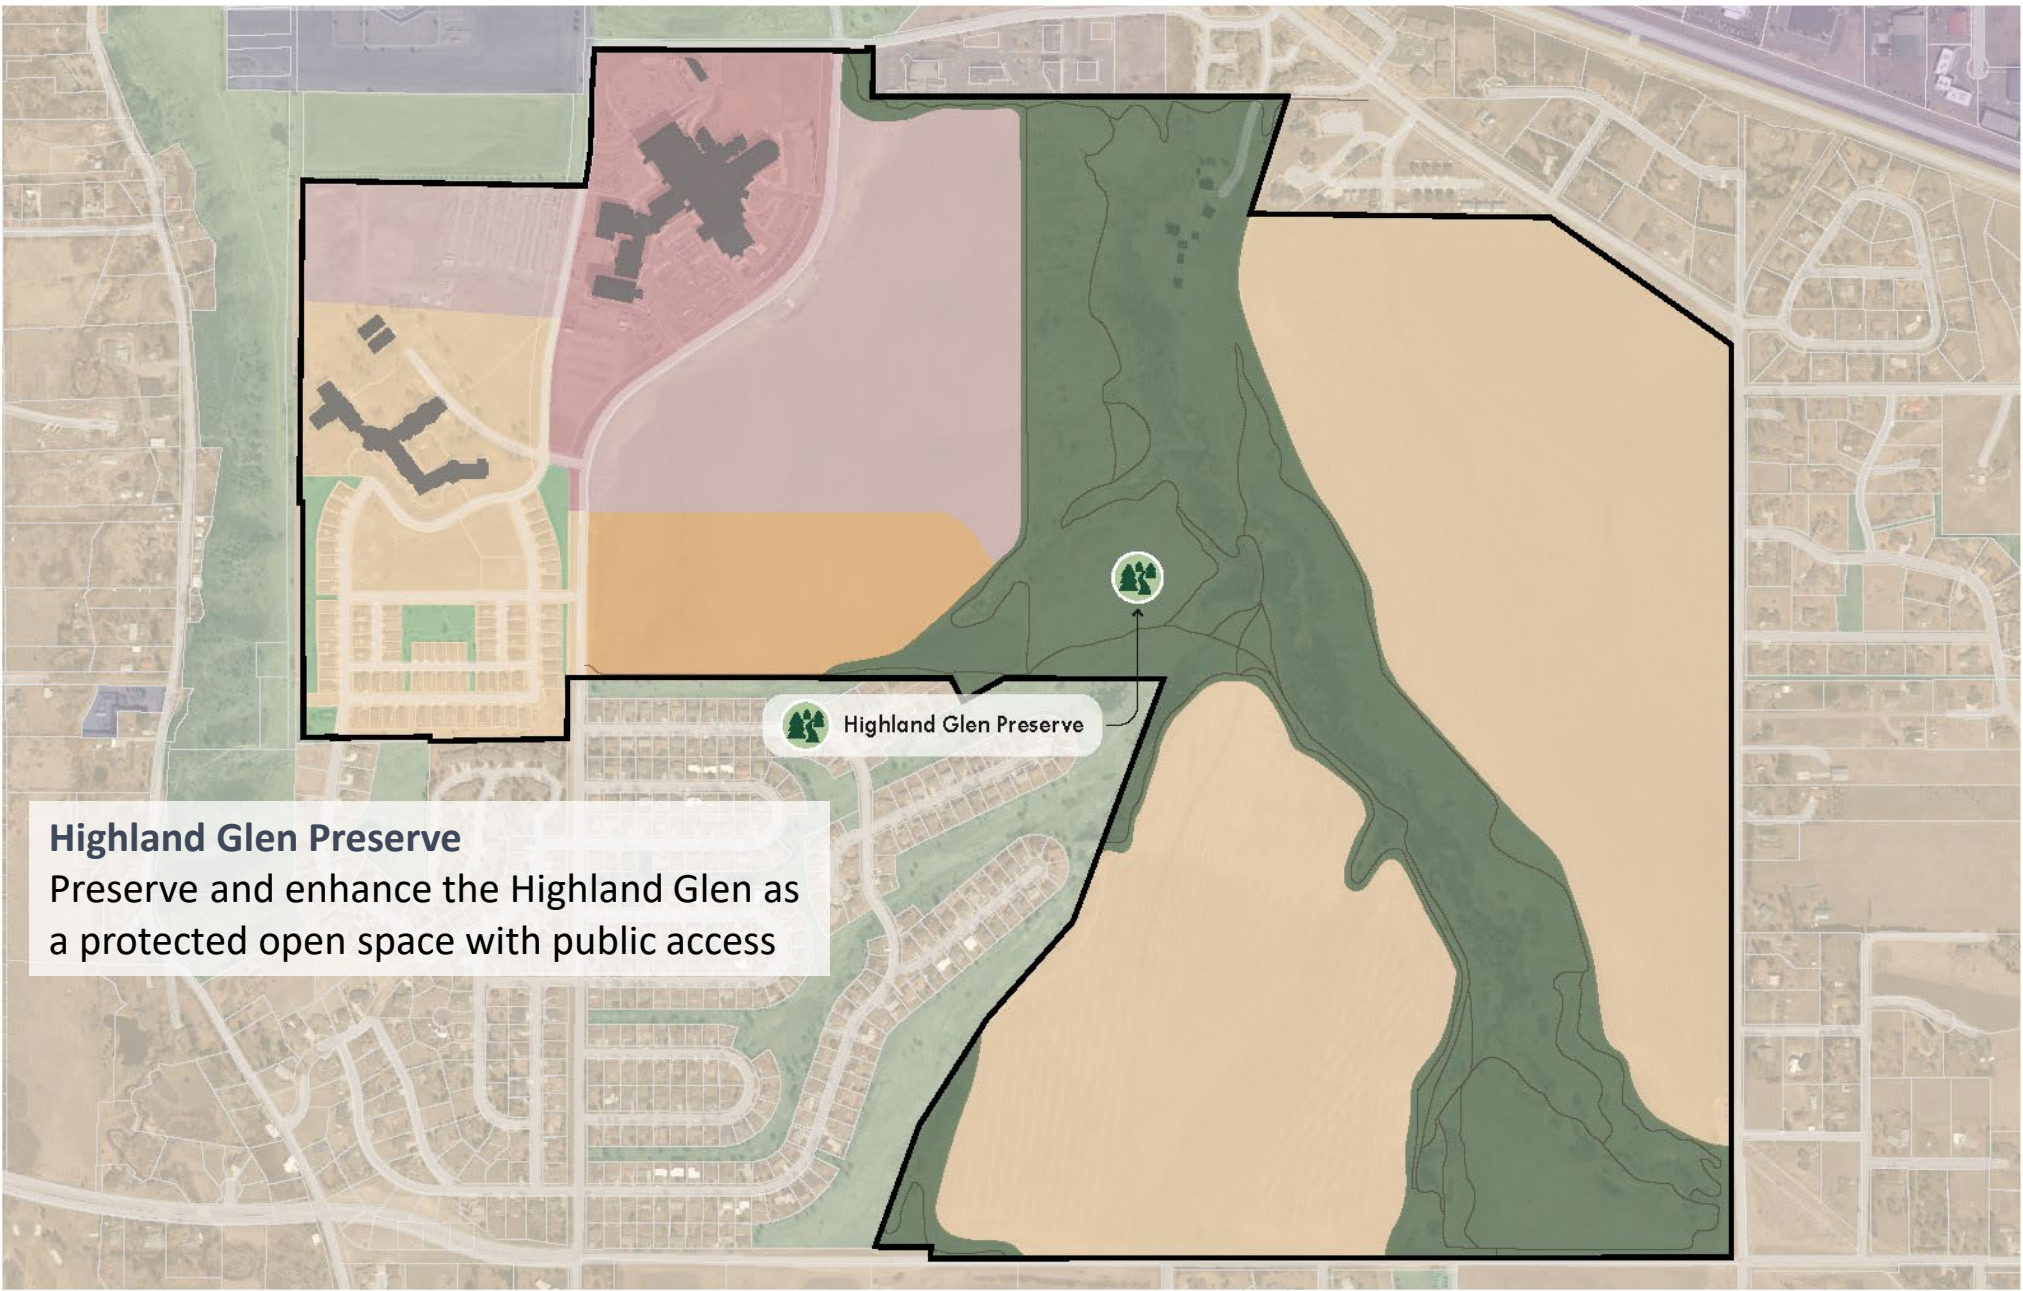 Highland Glen Preserve
Highland Glen Preserve
Preserve and enhance the Highland Glen as
a protected open space with public access